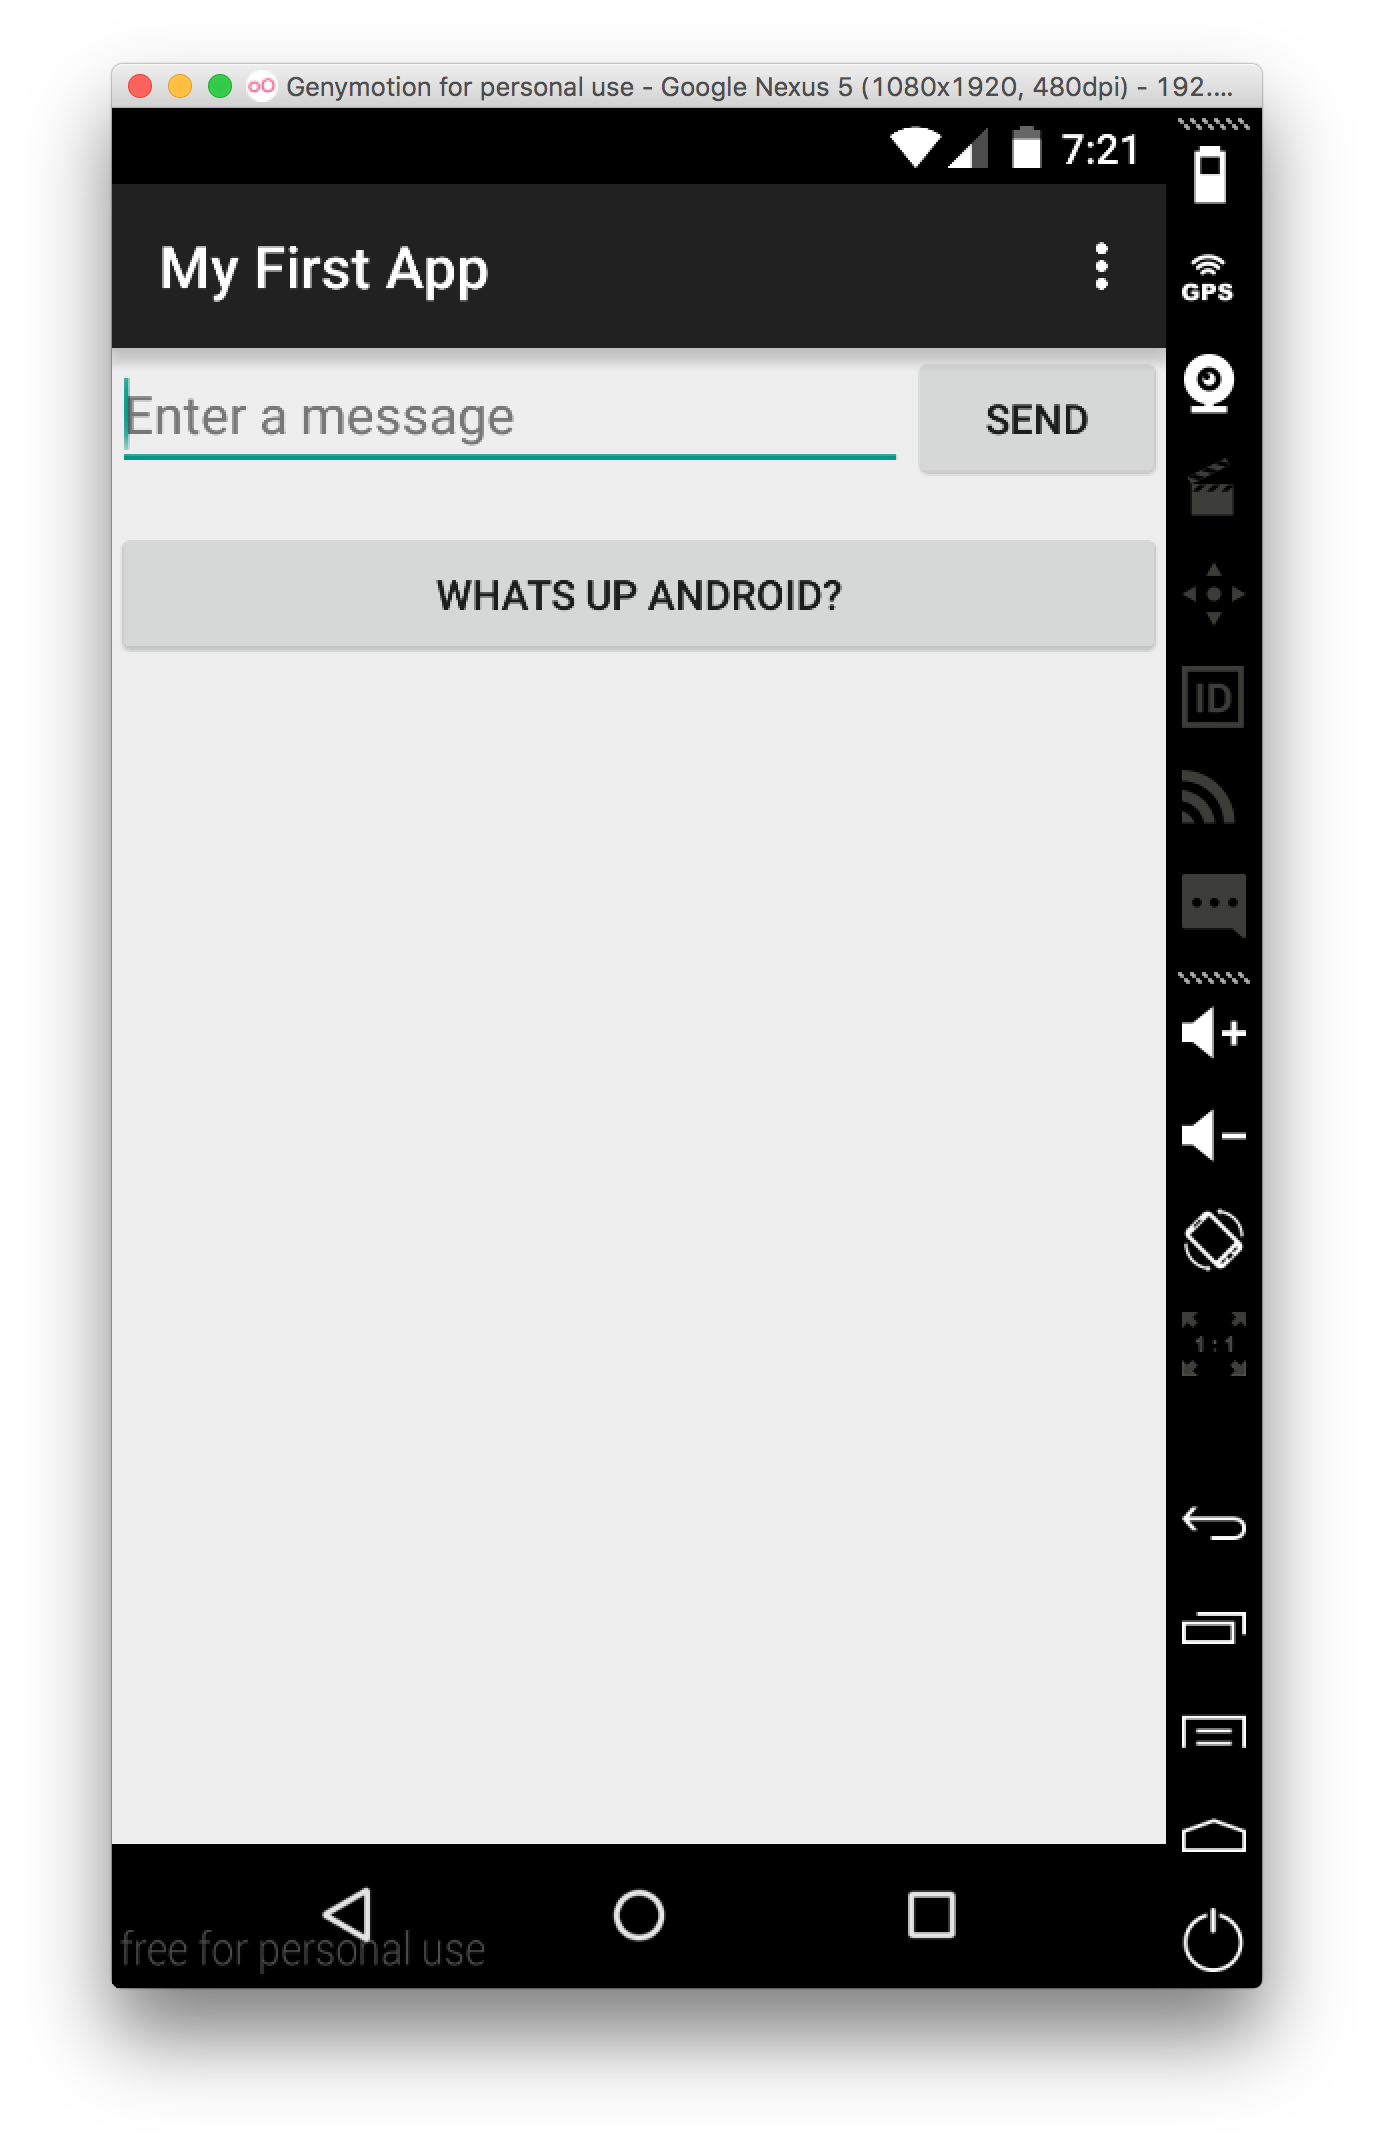 Genymotion for personal use - Google Nexus 5 (1080x1920, 480dpi) - 192....
7:21
My First App
GPS
Enter a message
SEND
WHATS UP ANDROID?
ID
1:1
free for personal use